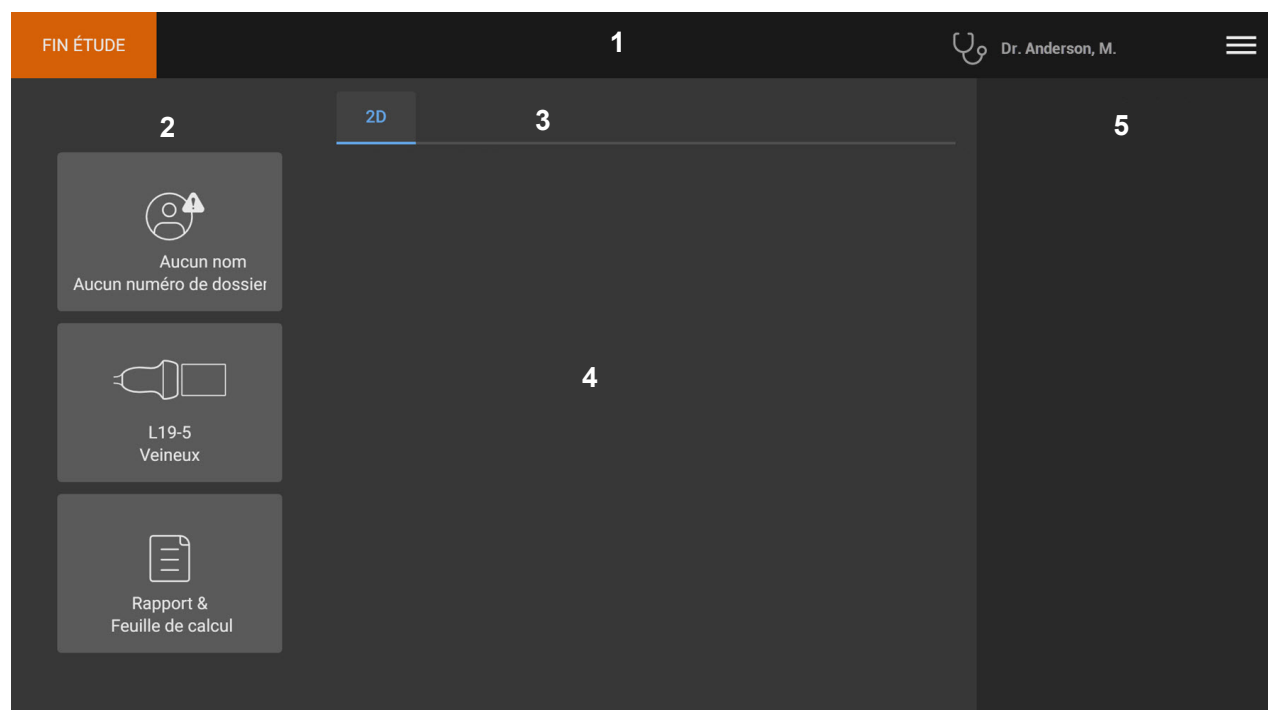 FIN ÉTUDE
1
Dr. Anderson, M.
2
2D
3
5
Aucun nom
Aucun numéro de dossier
4
L19-5
Veineux
Rapport &
Feuille de calcul